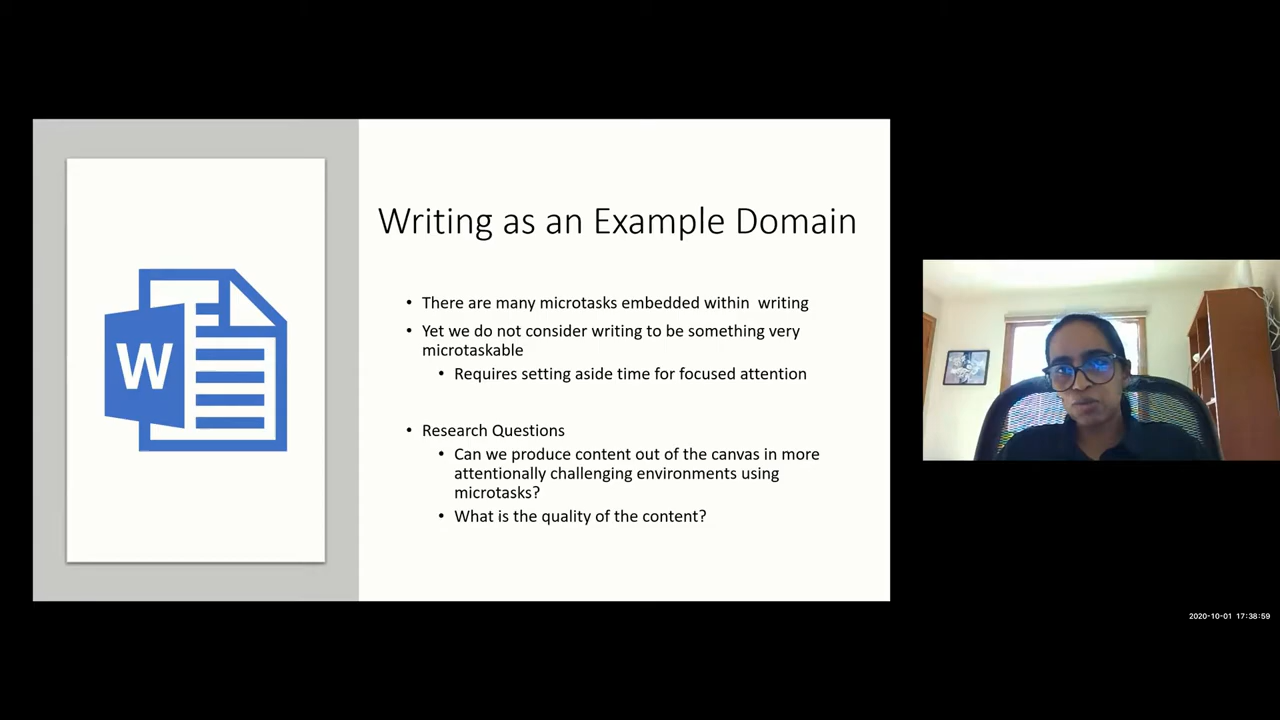 W
Writing as an Example Domain
• There are many microtasks embedded within writing
• Yet we do not consider writing to be something very
microtaskable
• Requires setting aside time for focused attention
• Research Questions
• Can we produce content out of the canvas in more
attentionally challenging environments using
microtasks?
• What is the quality of the content?
2020-10-01 17:38:59